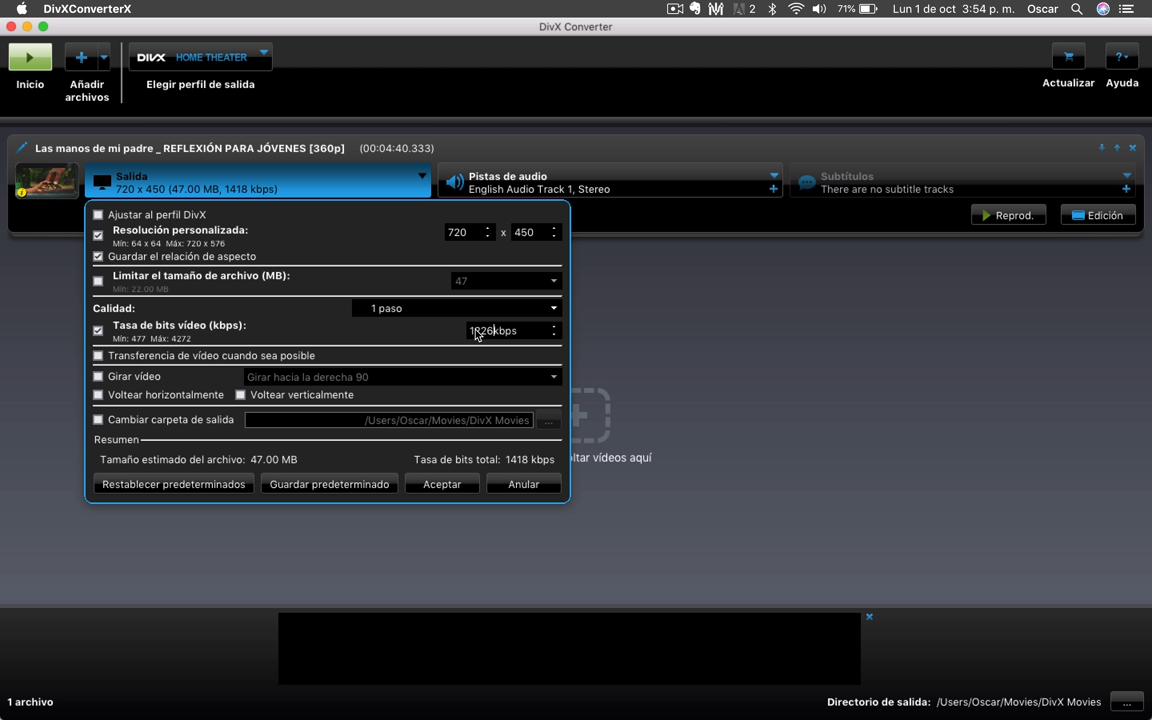 DivXConverterX
2
71%
Lun 1 de oct 3:54 p. m.
Oscar
DivX Converter
DIVX HOME THEATER
?
Inicio
Añadir
archivos
Elegir perfil de salida
Actualizar
Ayuda
Las manos de mi padre _ REFLEXIÓN PARA JÓVENES [360p] (00:04:40.333)
Salida
720 x 450 (47.00 MB, 1418 kbps)
Pistas de audio
English Audio Track 1, Stereo
Subtítulos
There are no subtitle tracks
Reprod.
Edición
Ajustar al perfil DivX
Resolución personalizada:
Mín: 64 x 64 Máx: 720 x 576
720 x 450
Guardar el relación de aspecto
Limitar el tamaño de archivo (MB):
Mín: 22.00 MB
47
Calidad:
1 paso
Tasa de bits vídeo (kbps):
Mín: 477 Máx: 4272
kbps
Transferencia de vídeo cuando sea posible
Girar vídeo
Girar hacia la derecha 90
Voltear horizontalmente
Voltear verticalmente
Cambiar carpeta de salida
/Users/Oscar/Movies/DivX Movies
...
Resumen
Tamaño estimado del archivo: 47.00 MB
Tasa de bits total: 1418 kbps
Restablecer predeterminados
Guardar predeterminado
Aceptar
Anular
vídeos aquí
1 archivo
Directorio de salida: /Users/Oscar/Movies/DivX Movies
...